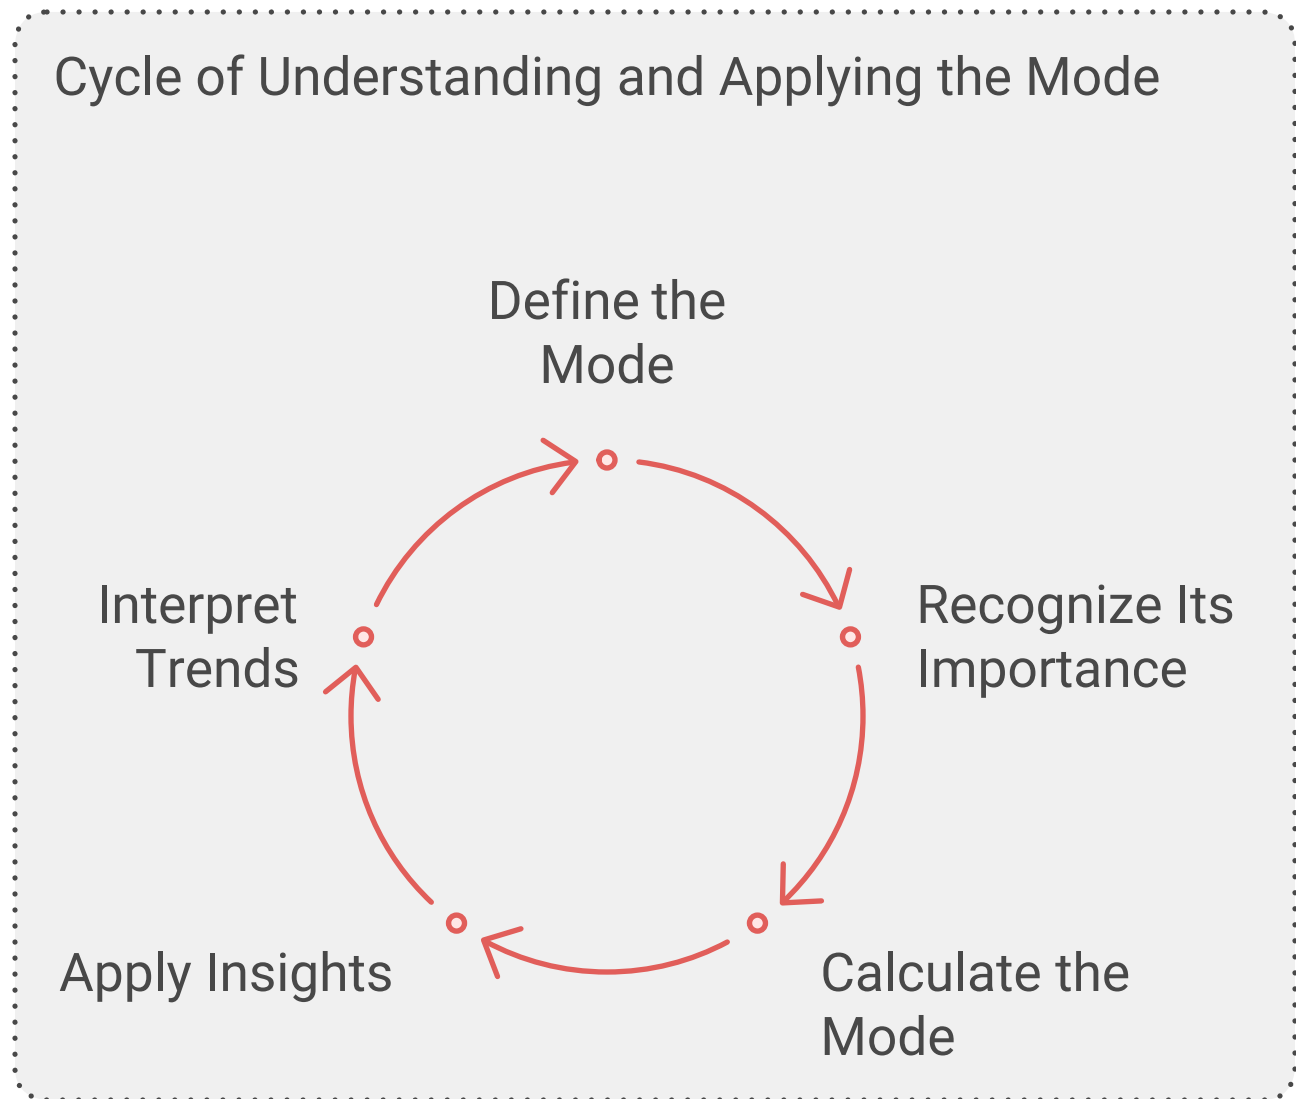 Cycle of Understanding and Applying the Mode
Define the
Mode
Recognize Its
Importance
Calculate the
Mode
Apply Insights
Interpret
Trends